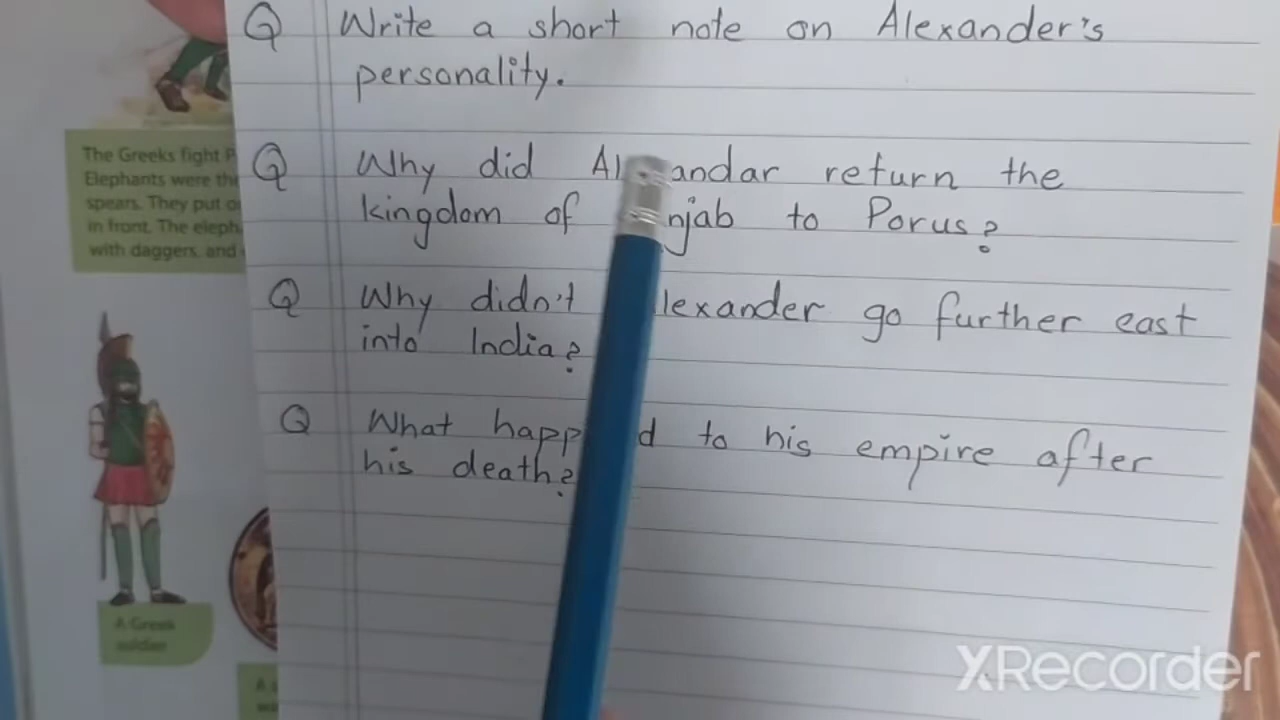 Q Write a short note on Alexander's
personality.
Q Why did Al andar return the
kingdom of njab to Porus?
Q Why didn't lexander go further east
into India?
Q What happ d to his empire after
his death?
The Greeks fight P
Elephants were the
spears. They put o
in front. The eleph
with daggers, and
A Greek
soldier
XRecorder